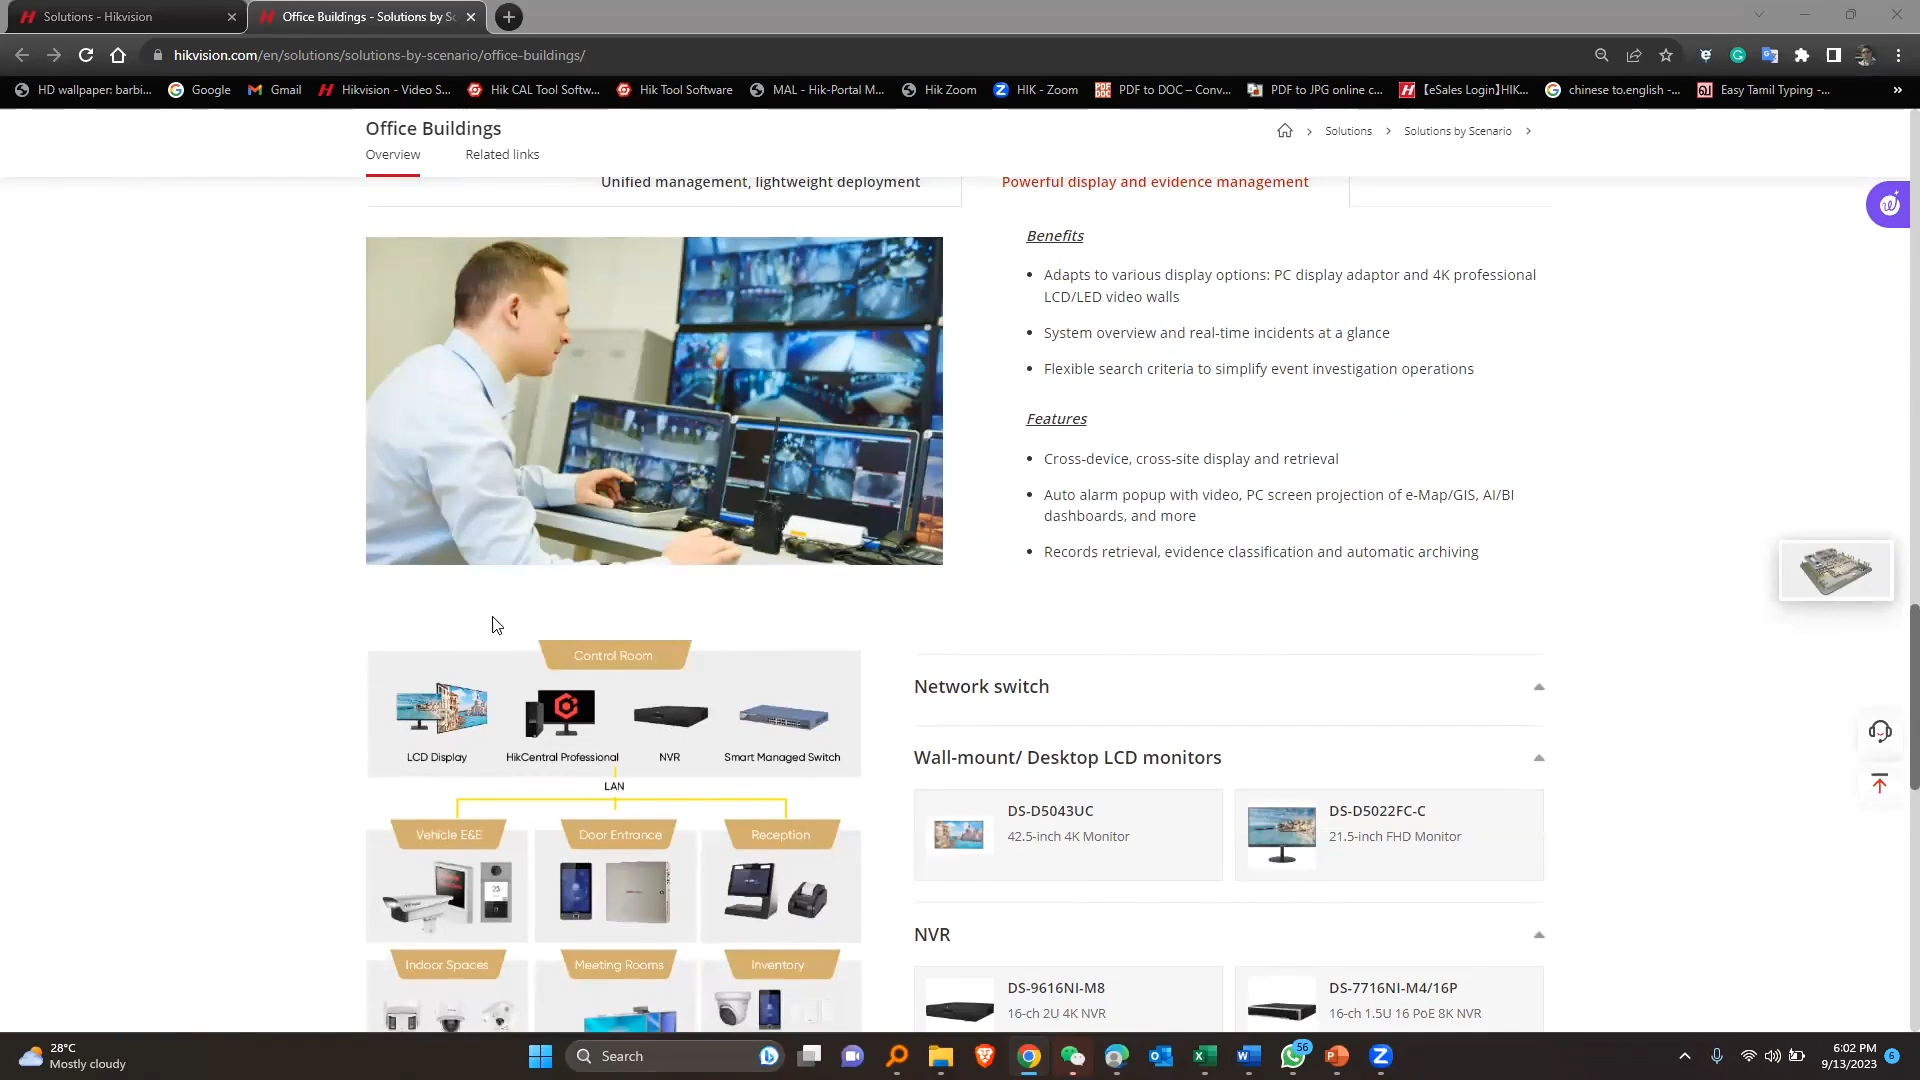 Solutions - Hikvision
Office Buildings - Solutions by Sc
hikvision.com/en/solutions/solutions-by-scenario/office-buildings/
HD wallpaper: barbi...
Google
Gmail
Hikvision - Video S...
Hik CAL Tool Softw...
Hik Tool Software
MAL - Hik-Portal M...
Hik Zoom
HIK - Zoom
PDF to DOC – Conv...
PDF to JPG online c...
【eSales Login】HIK...
chinese to.english -...
Easy Tamil Typing -...
»
Office Buildings
Solutions
Solutions by Scenario
Overview
Related links
Unified management, lightweight deployment
Powerful display and evidence management
Benefits
• Adapts to various display options: PC display adaptor and 4K professional
LCD/LED video walls
• System overview and real-time incidents at a glance
• Flexible search criteria to simplify event investigation operations
Features
• Cross-device, cross-site display and retrieval
• Auto alarm popup with video, PC screen projection of e-Map/GIS, AI/BI
dashboards, and more
• Records retrieval, evidence classification and automatic archiving
Control Room
LCD Display
HikCentral Professional
NVR
Smart Managed Switch
LAN
Vehicle E&E
Door Entrance
Reception
23
Indoor Spaces
Meeting Rooms
Inventory
Network switch
Wall-mount/ Desktop LCD monitors
DS-D5043UC
42.5-inch 4K Monitor
DS-D5022FC-C
21.5-inch FHD Monitor
NVR
DS-9616NI-M8
16-ch 2U 4K NVR
DS-7716NI-M4/16P
16-ch 1.5U 16 PoE 8K NVR
28°C
Mostly cloudy
Search
56
6:02 PM
9/13/2023
6